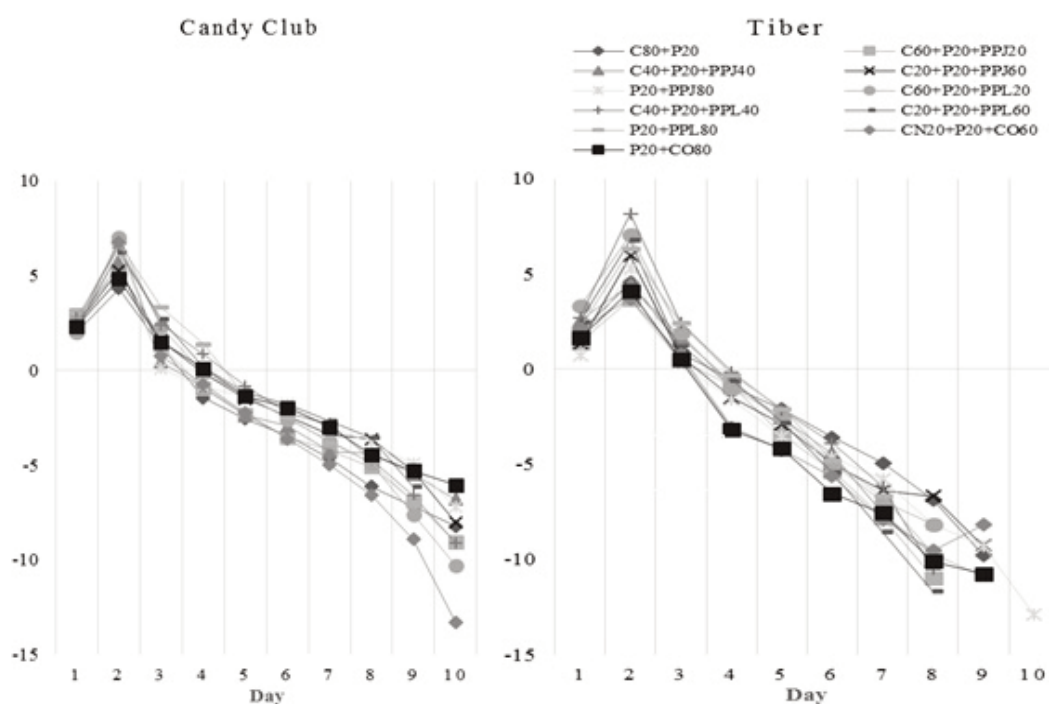 Candy Club
Tiber
C80+P20
C60+P20+PPJ20
C40+P20+PPJ40
C20+P20+PPJ60
P20+PPJ80
C60+P20+PPL20
C40+P20+PPL40
C20+P20+PPL60
P20+PPL80
CN20+P20+CO60
P20+CO80
10
5
0
-5
-10
-15
1 2 3 4 5 6 7 8 9 10
Day
10
5
0
-5
-10
-15
1 2 3 4 5 6 7 8 9 10
Day